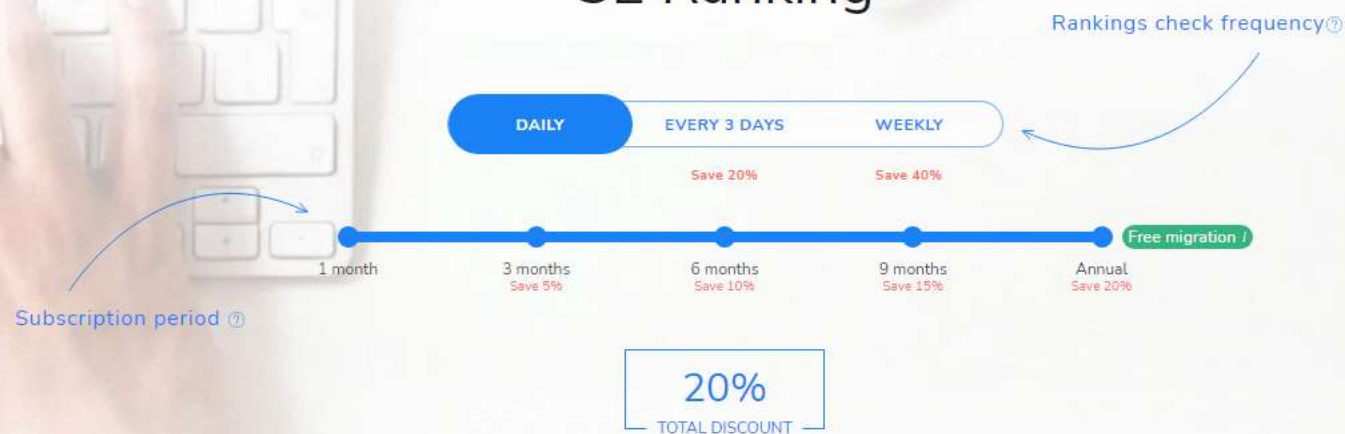 Ranking
Rankings check frequency?
DAILY EVERY 3 DAYS WEEKLY
Save 20% Save 40%
Free migration i
1 month 3 months 6 months 9 months Annual
Save 5% Save 10% Save 15% Save 20%
Subscription period ?
20%
TOTAL DISCOUNT